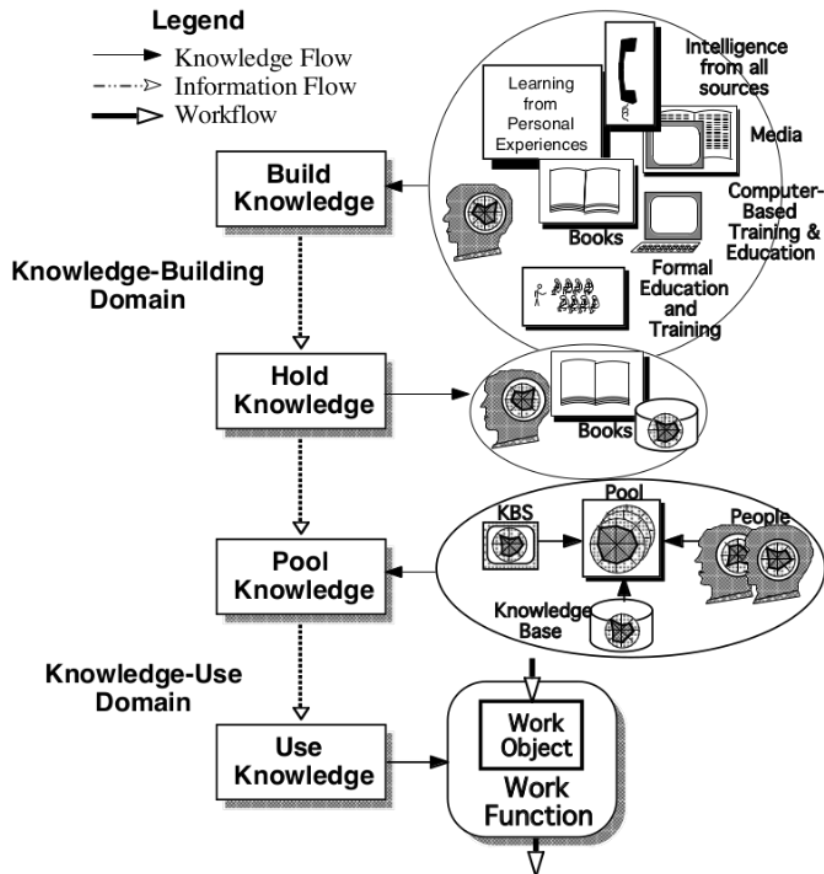 Legend
Knowledge Flow
Information Flow
Workflow
Intelligence
from all
sources
Learning
from
Personal
Experiences
Media
Build
Knowledge
Computer-
Based
Training &
Education
Books
Knowledge-Building
Domain
Formal
Education
and
Training
Hold
Knowledge
Books
Pool
KBS
People
Pool
Knowledge
Knowledge
Base
Knowledge-Use
Domain
Work
Object
Use
Knowledge
Work
Function